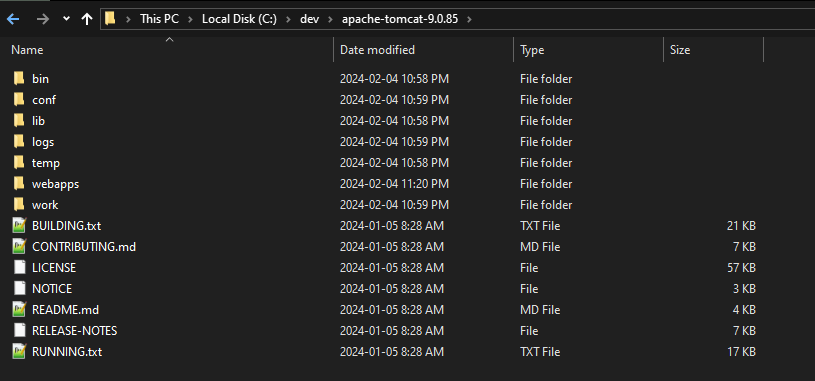 This PC > Local Disk (C:) > dev > apache-tomcat-9.0.85 >
Name Date modified Type Size
bin 2024-02-04 10:58 PM File folder
conf 2024-02-04 10:59 PM File folder
lib 2024-02-04 10:58 PM File folder
logs 2024-02-04 10:59 PM File folder
temp 2024-02-04 10:58 PM File folder
webapps 2024-02-04 11:20 PM File folder
work 2024-02-04 10:59 PM File folder
BUILDING.txt 2024-01-05 8:28 AM TXT File 21 KB
CONTRIBUTING.md 2024-01-05 8:28 AM MD File 7 KB
LICENSE 2024-01-05 8:28 AM File 57 KB
NOTICE 2024-01-05 8:28 AM File 3 KB
README.md 2024-01-05 8:28 AM MD File 4 KB
RELEASE-NOTES 2024-01-05 8:28 AM File 7 KB
RUNNING.txt 2024-01-05 8:28 AM TXT File 17 KB